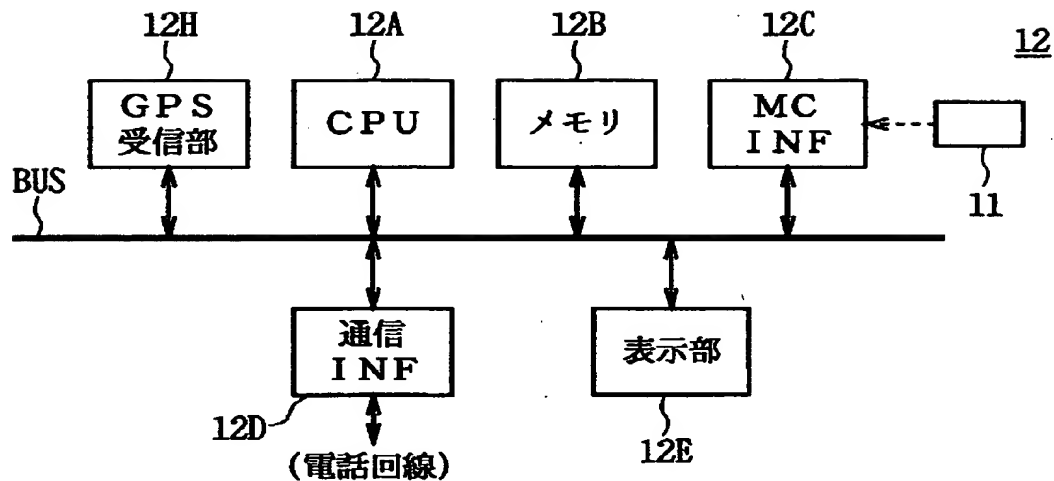 12H
12A
12B
12C
12
GPS
受信部
CPU
メモリ
MC
INF
11
BUS
通信
INF
表示部
12D
12E
(電話回線)